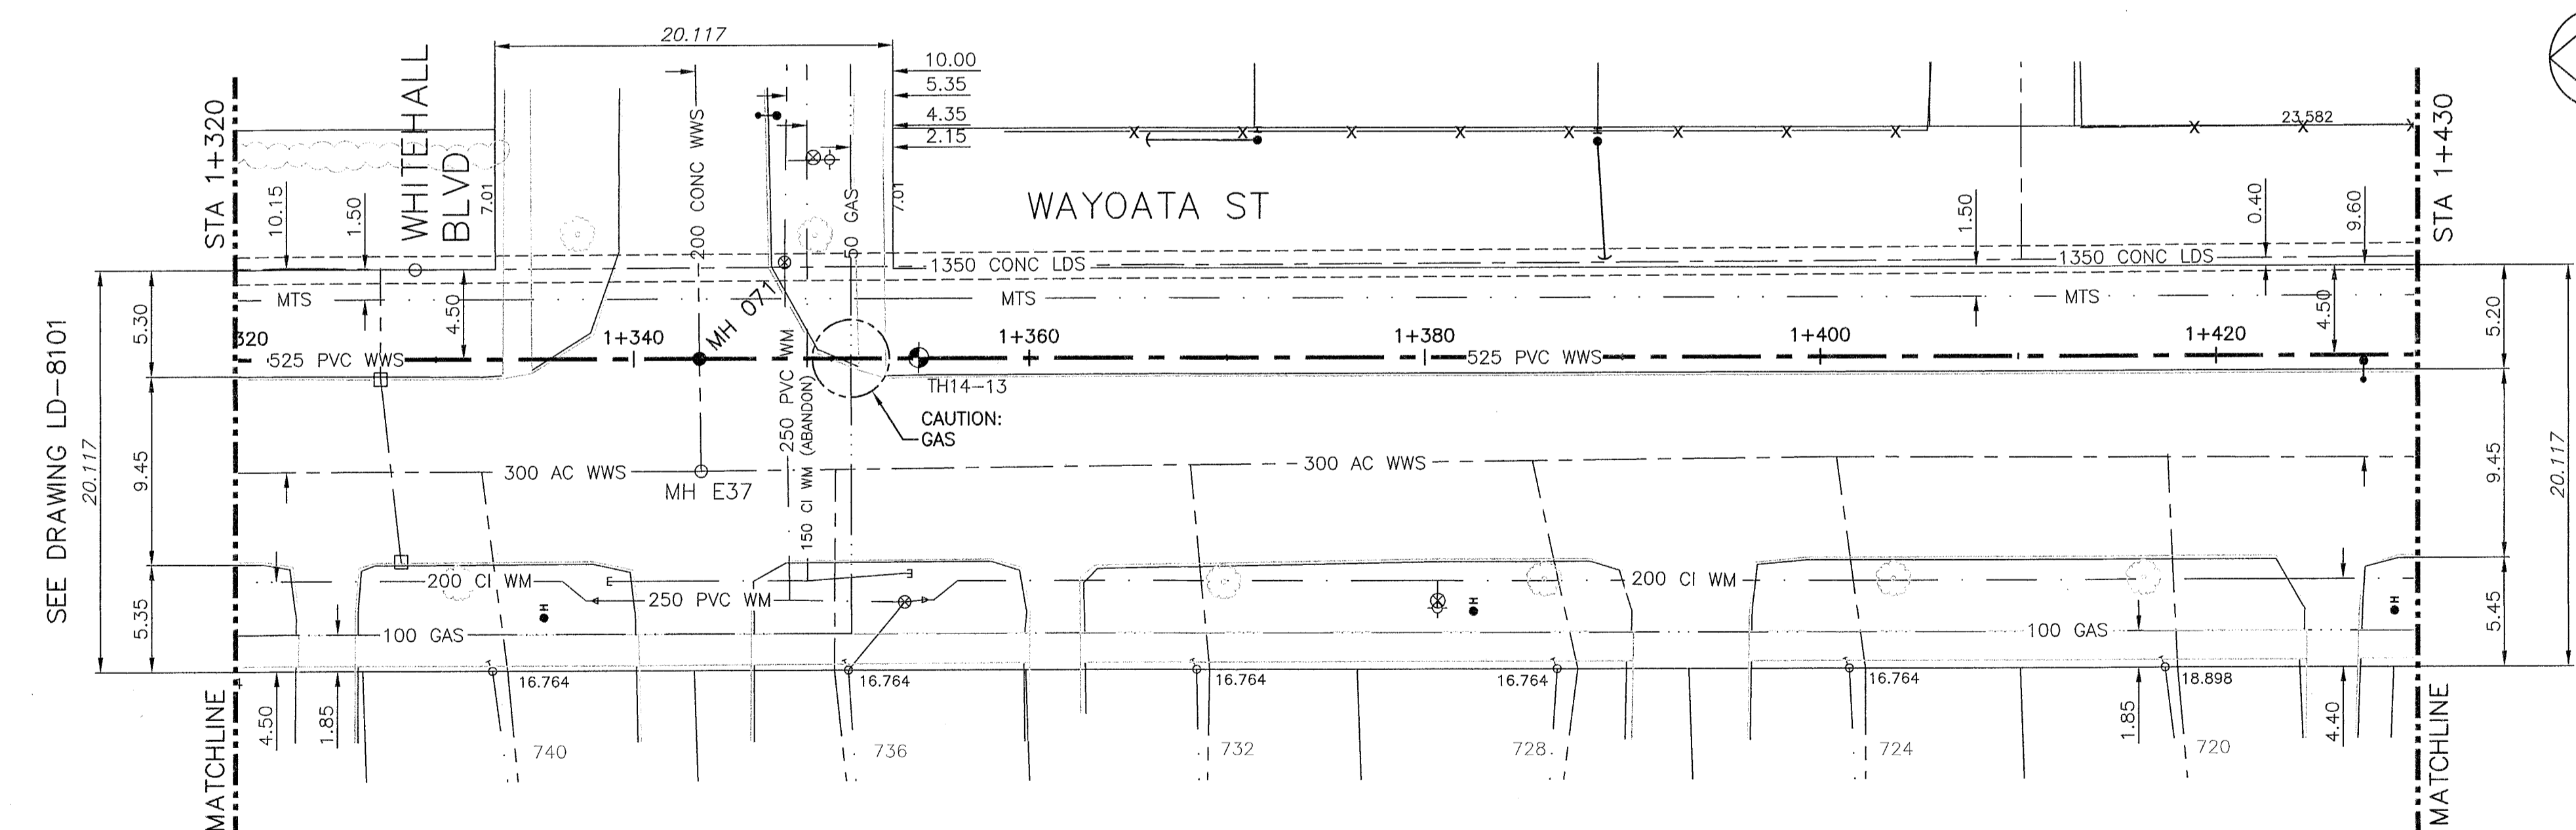 20.117
10.00
5.35
4.35
2.15
WHITEHALL
BLVD
STA 1+320
STA 1+430
23.582
10.15
1.50
7.01
200 CONC WWS
50 GAS
7.01
WAYOATA ST
1.50
0.40
9.60
1350 CONC LDS
1350 CONC LDS
MTS
MTS
MTS
4.50
4.50
MH 071
5.30
5.20
320
1+340
1+360
1+380
1+400
1+420
525 PVC WWS
525 PVC WWS
TH14-13
CAUTION:
GAS
250 PVC WM
150 CI WM (ABANDON)
SEE DRAWING LD-8101
20.117
9.45
9.45
20.117
300 AC WWS
300 AC WWS
MH E37
200 CI WM
200 CI WM
250 PVC WM
H
H
H
H
H
5.35
5.45
100 GAS
100 GAS
16.764
16.764
16.764
16.764
16.764
18.898
4.50
1.85
1.85
4.40
740
736
732
728
724
720
MATCHLINE
MATCHLINE